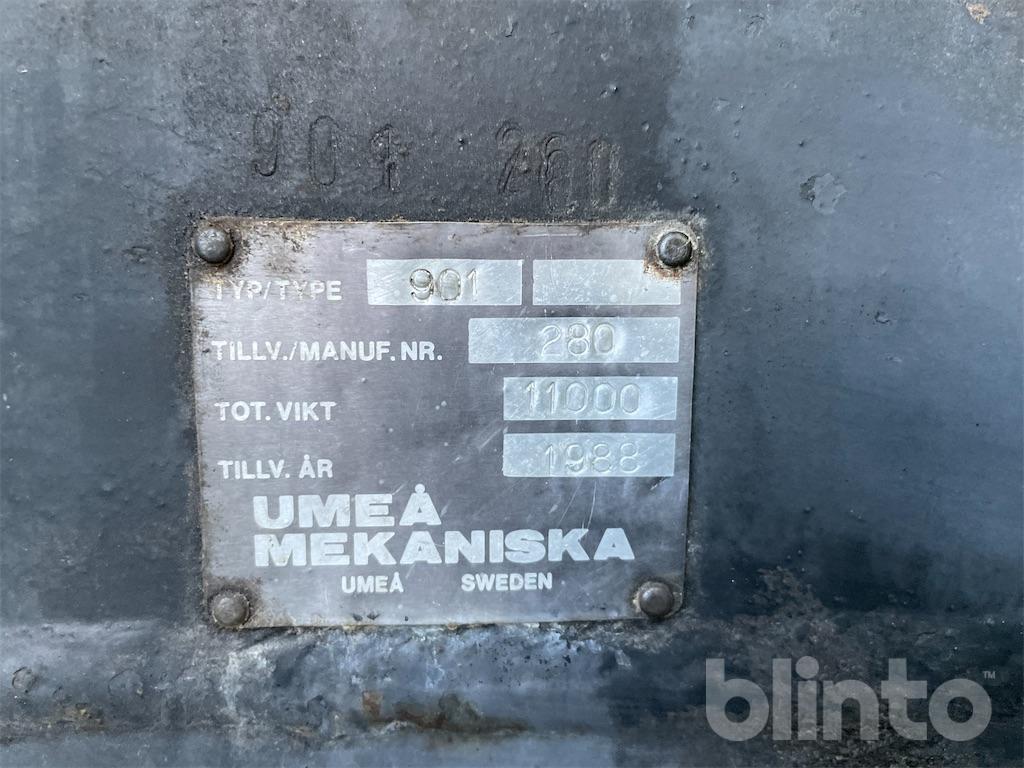 901 280
TYP/TYPE 901
TILLV./MANUF. NR. 280
TOT. VIKT 11000
TILLV. ÅR 1988
UMEÅ
MEKANISKA
UMEÅ SWEDEN
blinto™